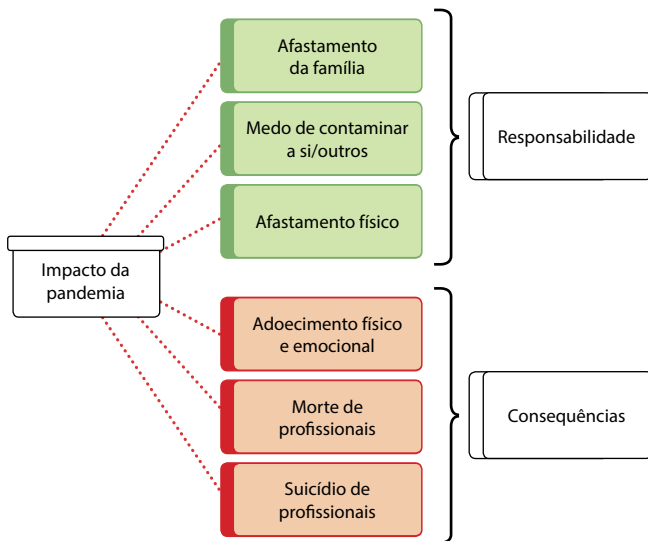 Afastamento
da família
Medo de contaminar
a si/outros
Afastamento físico
Responsabilidade
Impacto da
pandemia
Adoecimento físico
e emocional
Morte de
profissionais
Suicídio de
profissionais
Consequências